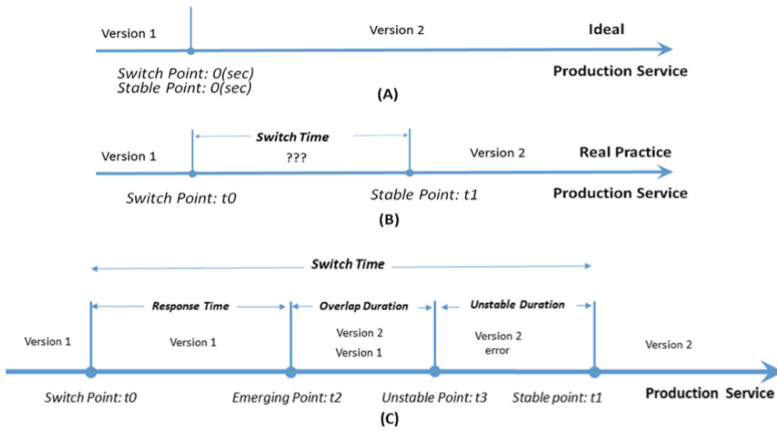 Version 1
Version 2
Ideal
Switch Point: 0(sec)
Stable Point: 0(sec)
Production Service
(A)
Switch Time
Version 1
???
Version 2
Real Practice
Switch Point: t0
Stable Point: t1
Production Service
(B)
Switch Time
Response Time
Overlap Duration
Unstable Duration
Version 1
Version 1
Version 2
Version 1
Version 2
error
Version 2
Production Service
Switch Point: t0
Emerging Point: t2
Unstable Point: t3
Stable point: t1
(C)